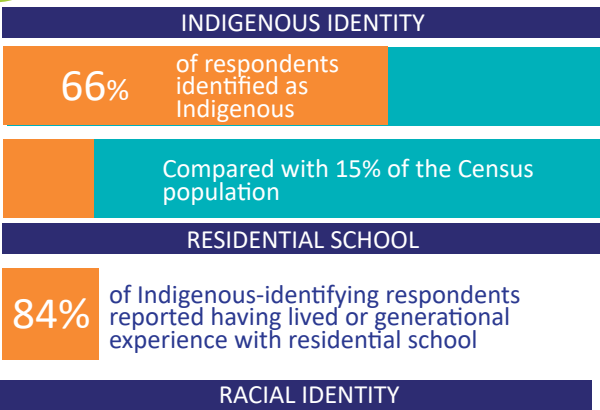 INDIGENOUS IDENTITY
66%
of respondents
identified as
Indigenous
Compared with 15% of the Census
population
RESIDENTIAL SCHOOL
84%
of Indigenous-identifying respondents
reported having lived or generational
experience with residential school
RACIAL IDENTITY